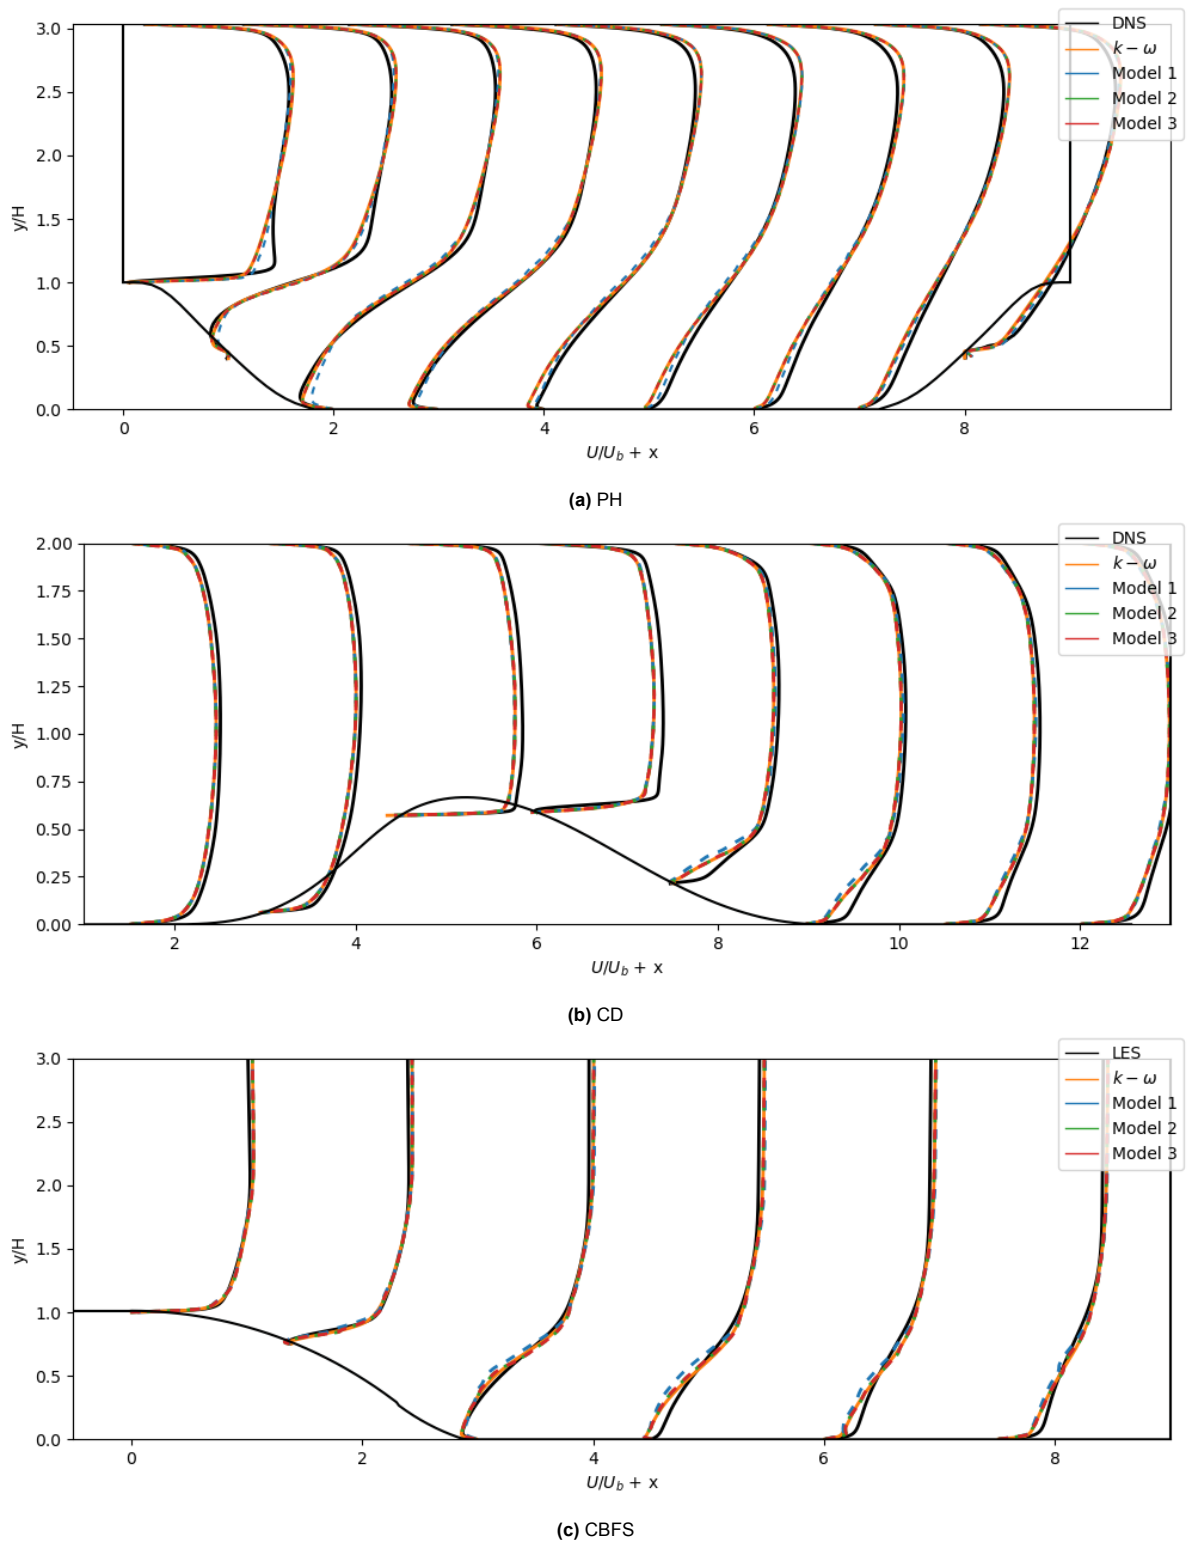 3.0
2.5
2.0
1.5
1.0
0.5
0.0
y/H
0 2 4 6 8
U/U_b + x
DNS
k − ω
Model 1
Model 2
Model 3
(a) PH
2.00
1.75
1.50
1.25
1.00
0.75
0.50
0.25
0.00
y/H
2 4 6 8 10 12
U/U_b + x
DNS
k − ω
Model 1
Model 2
Model 3
(b) CD
3.0
2.5
2.0
1.5
1.0
0.5
0.0
y/H
0 2 4 6 8
U/U_b + x
LES
k − ω
Model 1
Model 2
Model 3
(c) CBFS